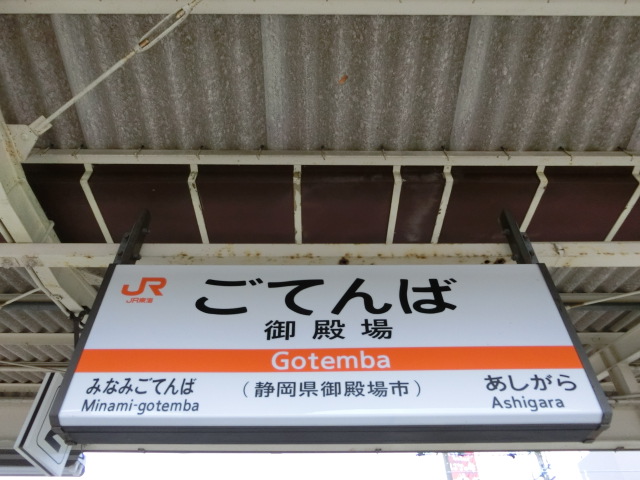 JR
JR東海
ごてんば
御殿場
Gotemba
みなみごてんば
Minami-gotemba
（静岡県御殿場市）
あしがら
Ashigara